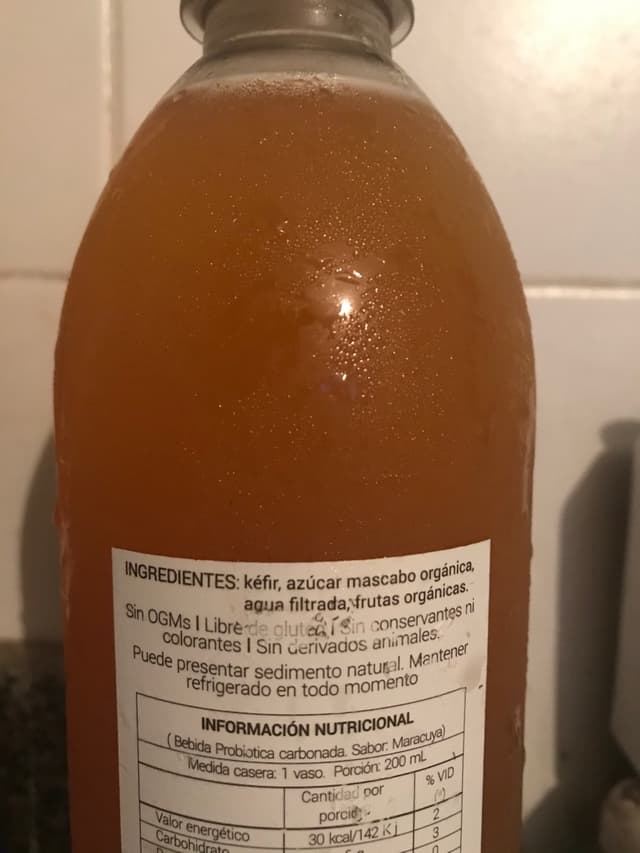 INGREDIENTES: kéfir, azúcar mascabo orgánica,
agua filtrada, frutas orgánicas.
Sin OGMs | Libre de gluten | Sin conservantes ni
colorantes | Sin derivados animales.
Puede presentar sedimento natural. Mantener
refrigerado en todo momento
INFORMACIÓN NUTRICIONAL
(Bebida Probiotica carbonada. Sabor: Maracuya)
Medida casera: 1 vaso. Porción: 200 mL
Cantidad por
porción
% VD
(*)
Valor energético 30 kcal/142 Kj 2
Carbohidrato 3
0